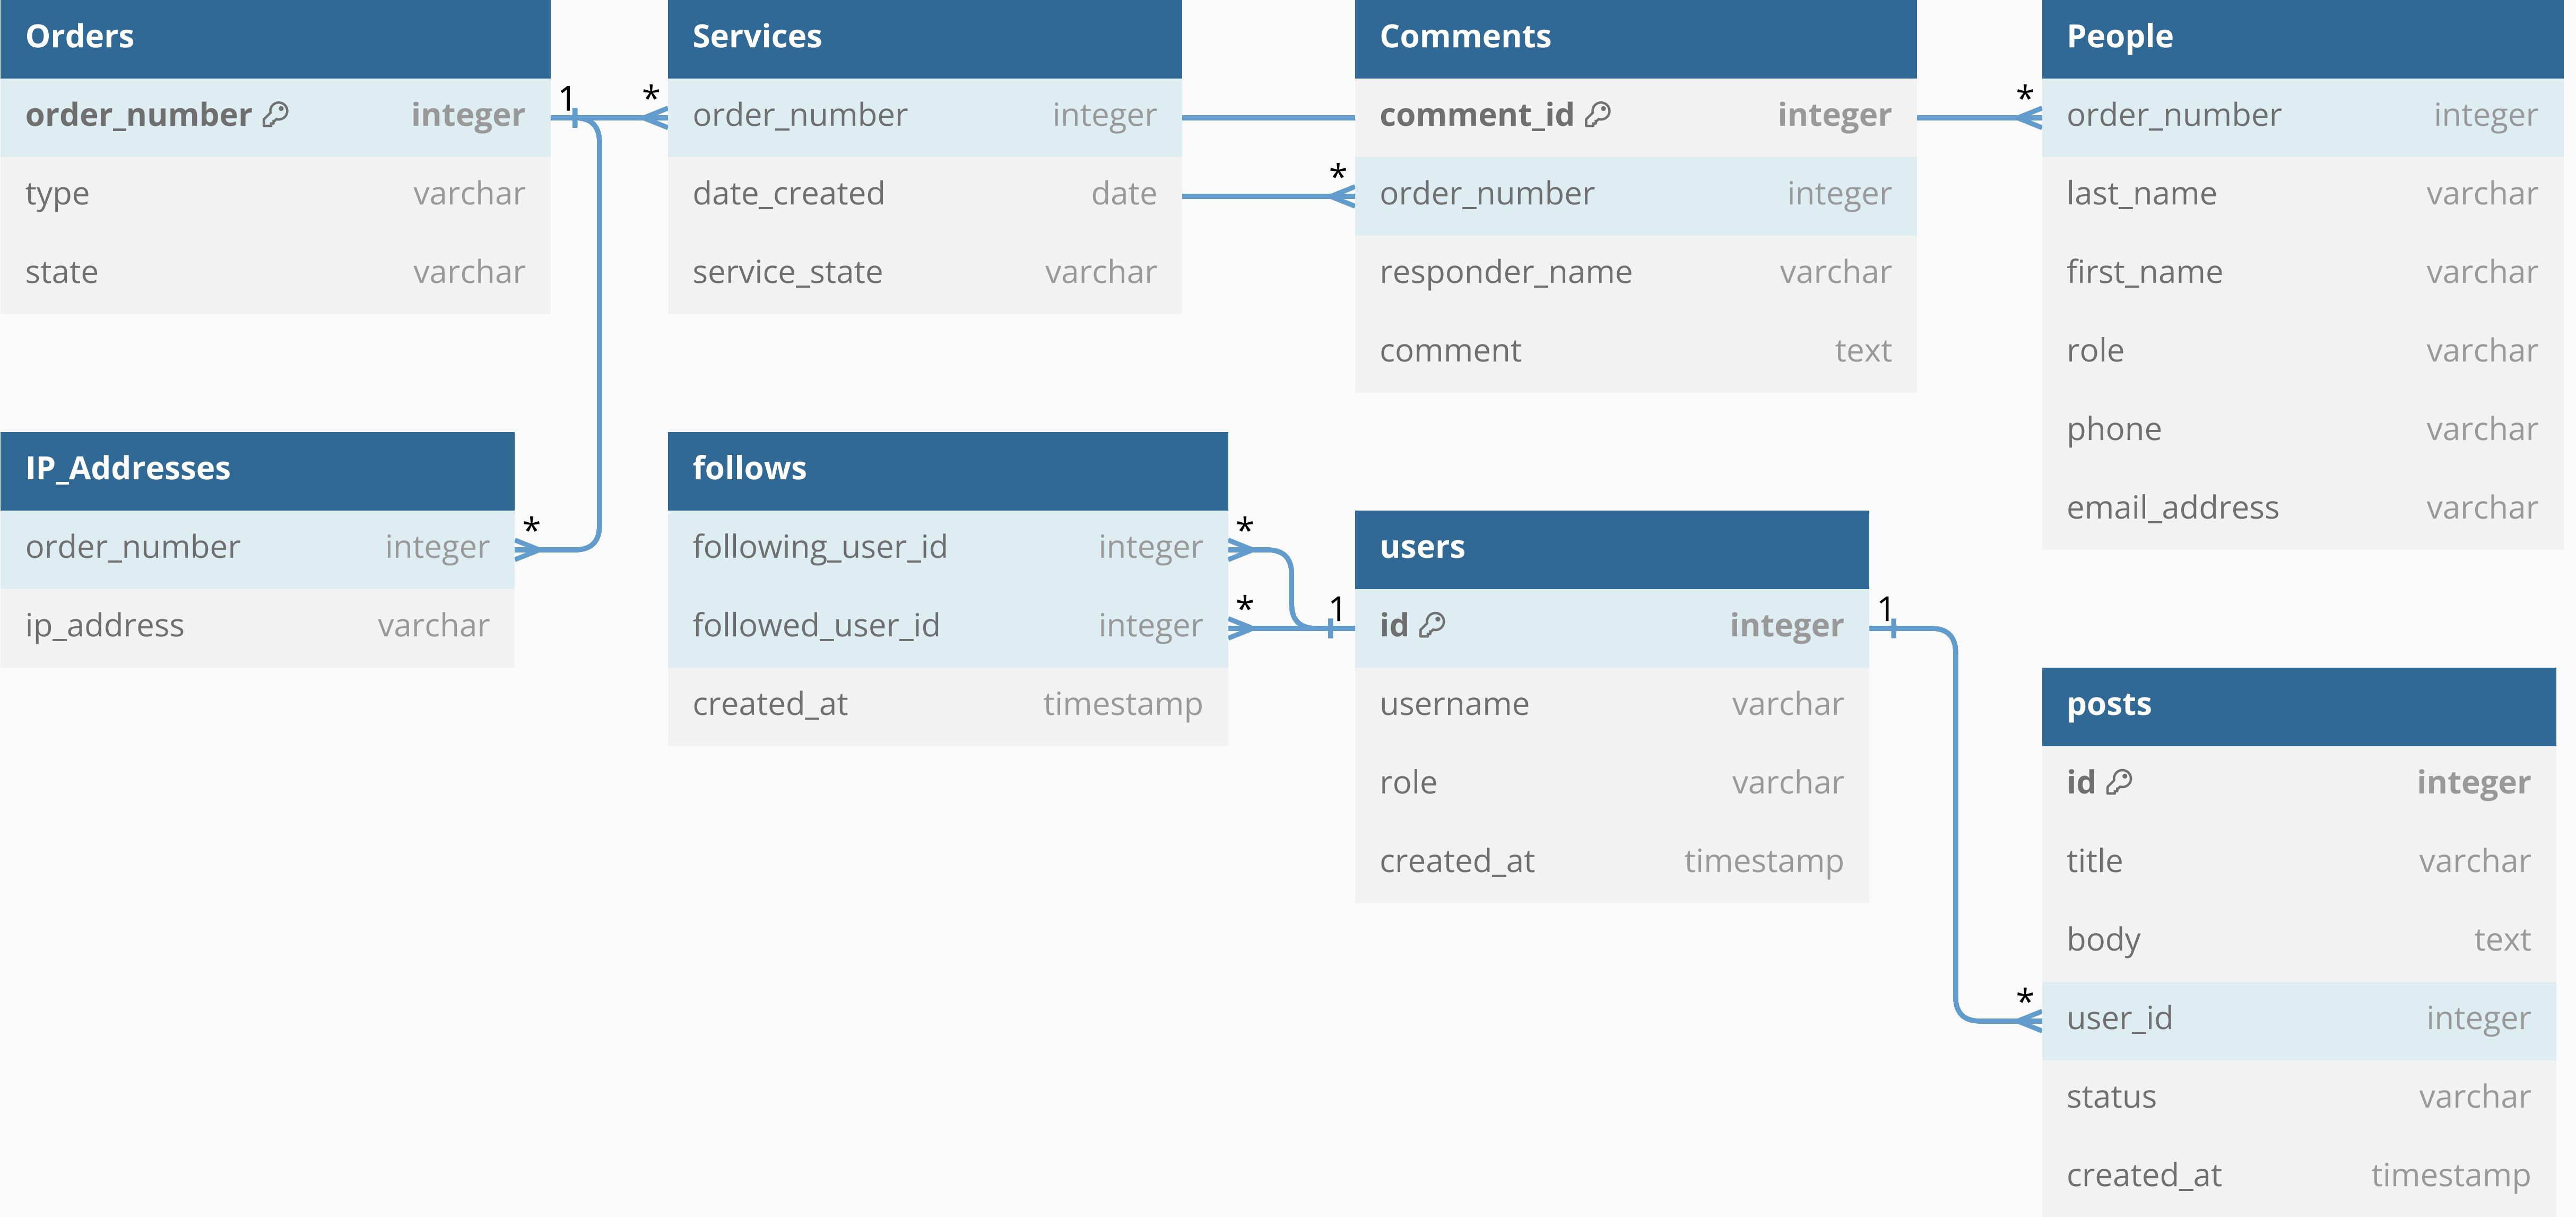 Orders
order_number integer
type varchar
state varchar
1 *
Services
order_number integer
date_created date
service_state varchar
*
Comments
comment_id integer
order_number integer
responder_name varchar
comment text
*
People
order_number integer
last_name varchar
first_name varchar
role varchar
phone varchar
email_address varchar
IP_Addresses
order_number integer
ip_address varchar
*
follows
following_user_id integer
followed_user_id integer
created_at timestamp
*
* 1
users
id integer
username varchar
role varchar
created_at timestamp
1
*
posts
id integer
title varchar
body text
user_id integer
status varchar
created_at timestamp